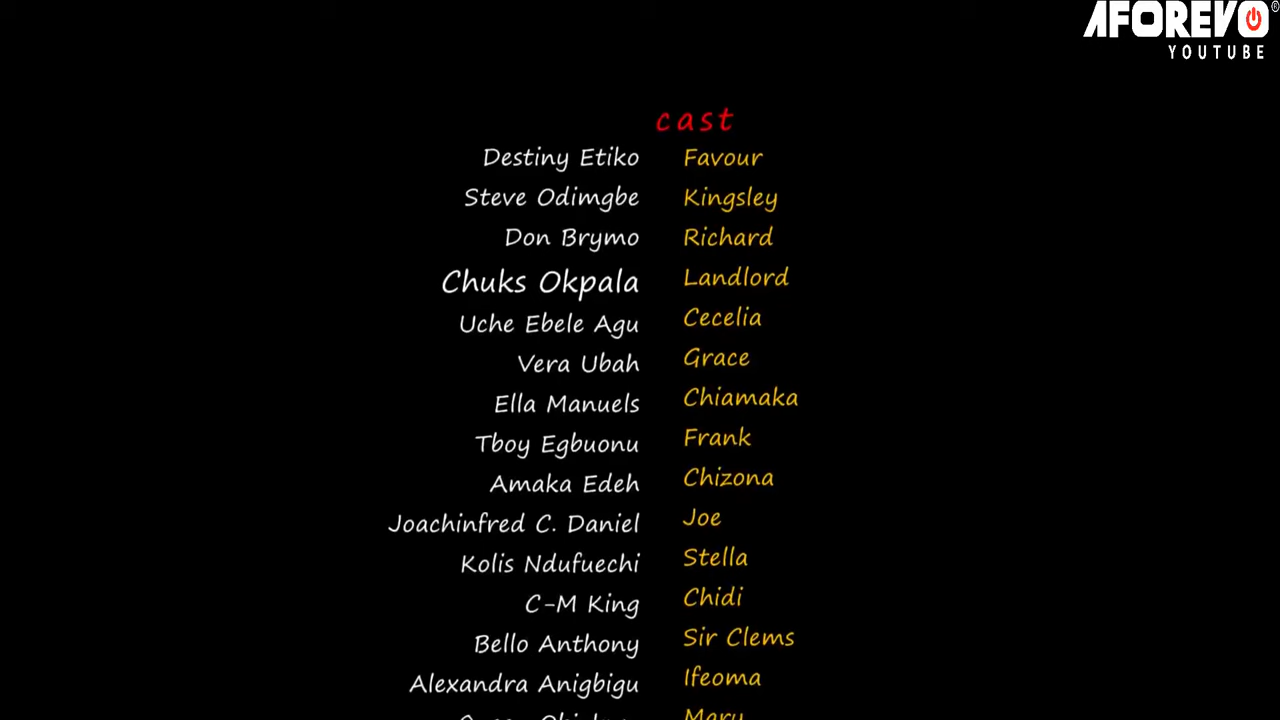 AFOREVO
YOUTUBE
cast
Destiny Etiko Favour
Steve Odimgbe Kingsley
Don Brymo Richard
Chuks Okpala Landlord
Uche Ebele Agu Cecelia
Vera Ubah Grace
Ella Manuels Chiamaka
Tboy Egbuonu Frank
Amaka Edeh Chizona
Joachinfred C. Daniel Joe
Kolis Ndufuechi Stella
C-M King Chidi
Bello Anthony Sir Clems
Alexandra Anigbigu Ifeoma
Mary